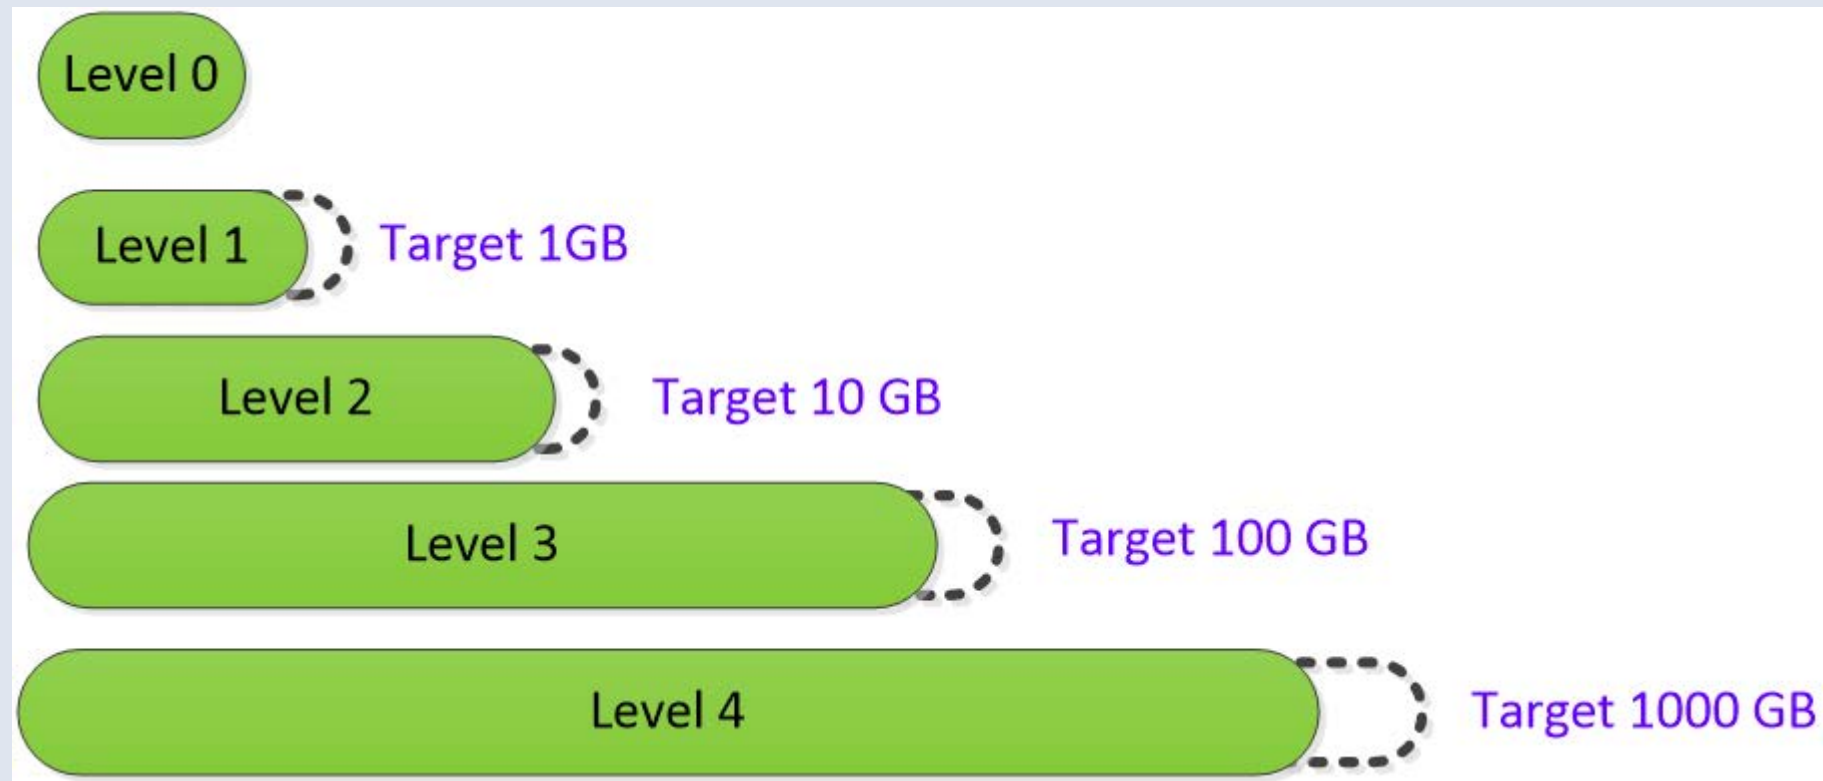 Level 0
Level 1
Target 1GB
Level 2
Target 10 GB
Level 3
Target 100 GB
Level 4
Target 1000 GB